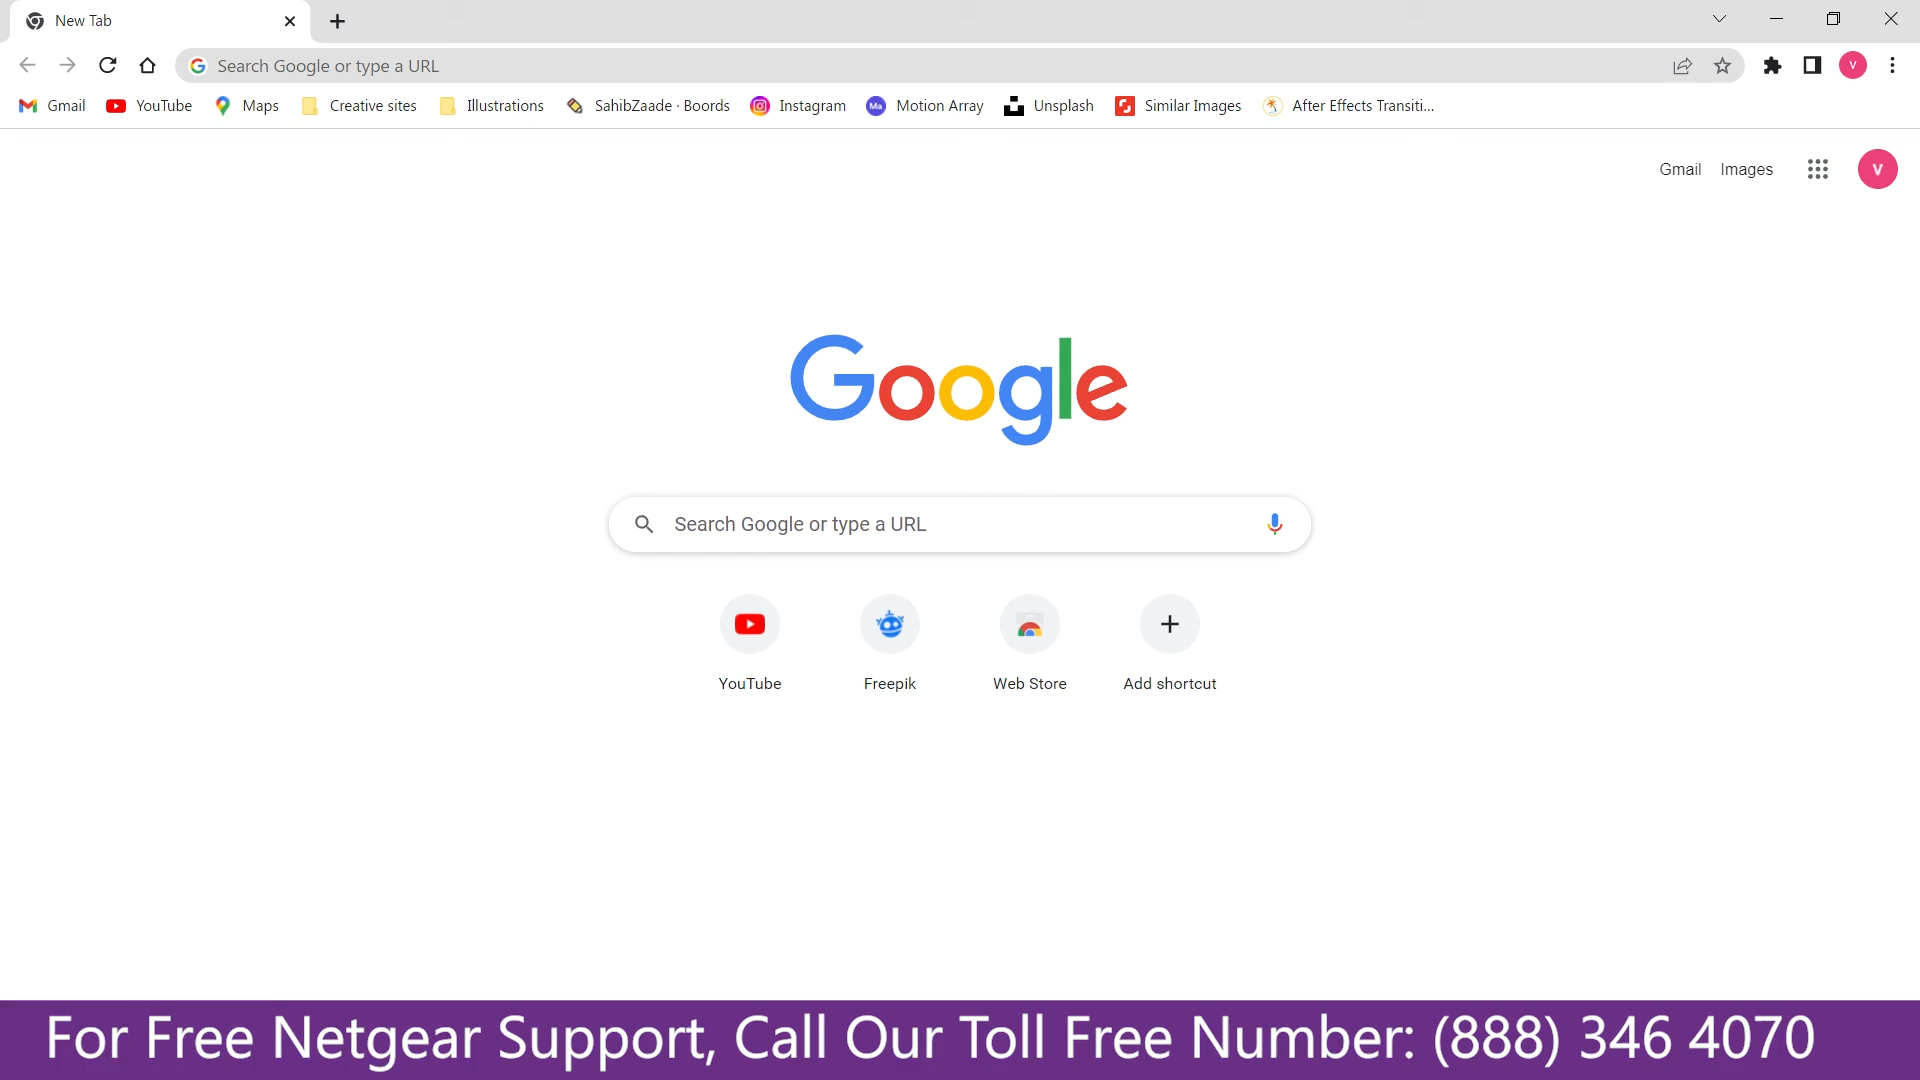 New Tab
Search Google or type a URL
Gmail YouTube Maps Creative sites Illustrations SahibZaade · Boords Instagram Ma Motion Array Unsplash Similar Images After Effects Transiti...
V
Gmail Images V
Google
Search Google or type a URL
YouTube Freepik Web Store Add shortcut
For Free Netgear Support, Call Our Toll Free Number: (888) 346 4070